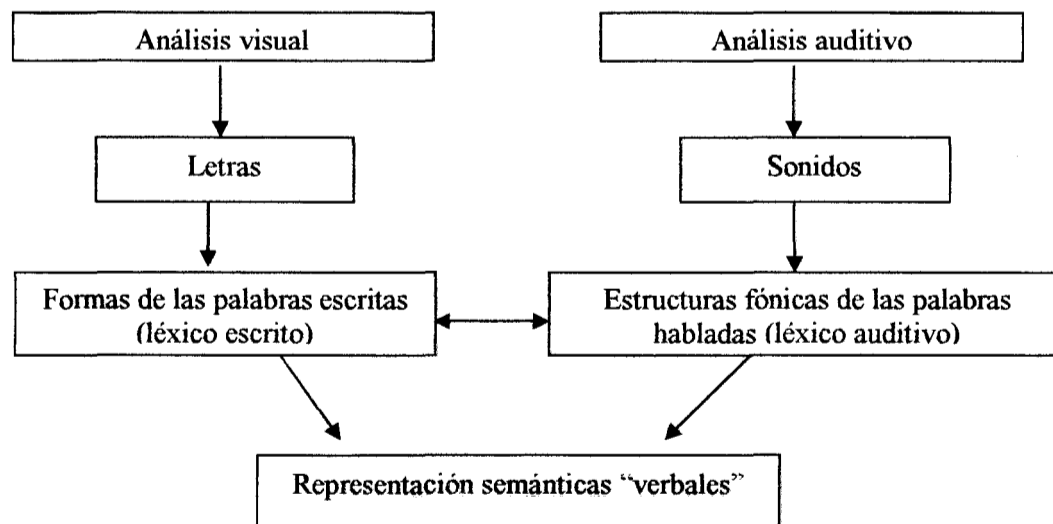 Análisis visual
Análisis auditivo
Letras
Sonidos
Formas de las palabras escritas
(léxico escrito)
Estructuras fónicas de las palabras
habladas (léxico auditivo)
Representación semánticas “verbales”